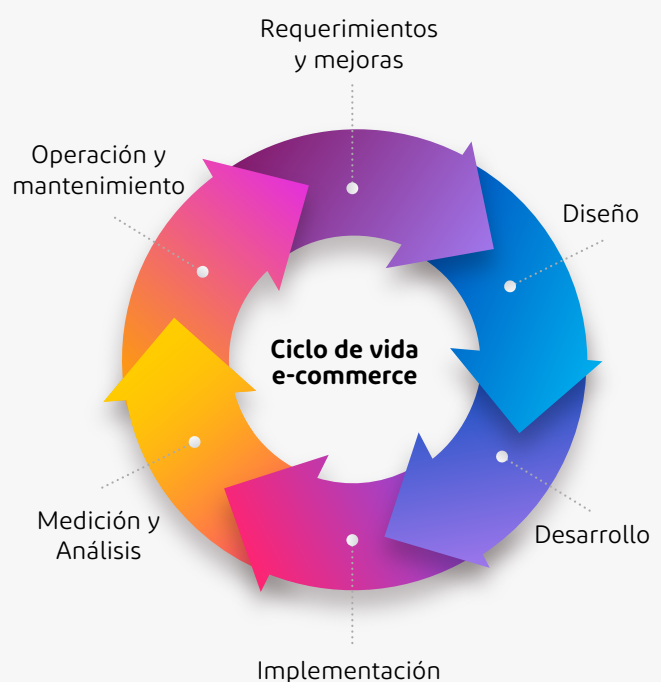 Requerimientos
y mejoras
Operación y
mantenimiento
Diseño
Ciclo de vida
e-commerce
Medición y
Análisis
Desarrollo
Implementación